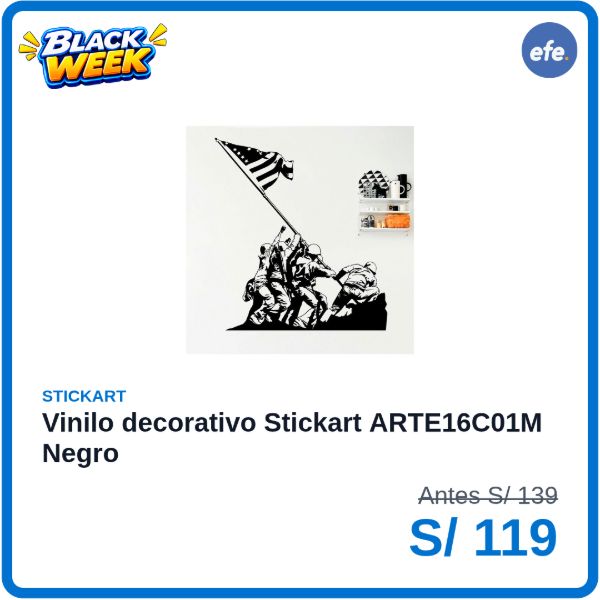 BLACK
WEEK
efe.
STICKART
Vinilo decorativo Stickart ARTE16C01M
Negro
Antes S/ 139
S/ 119